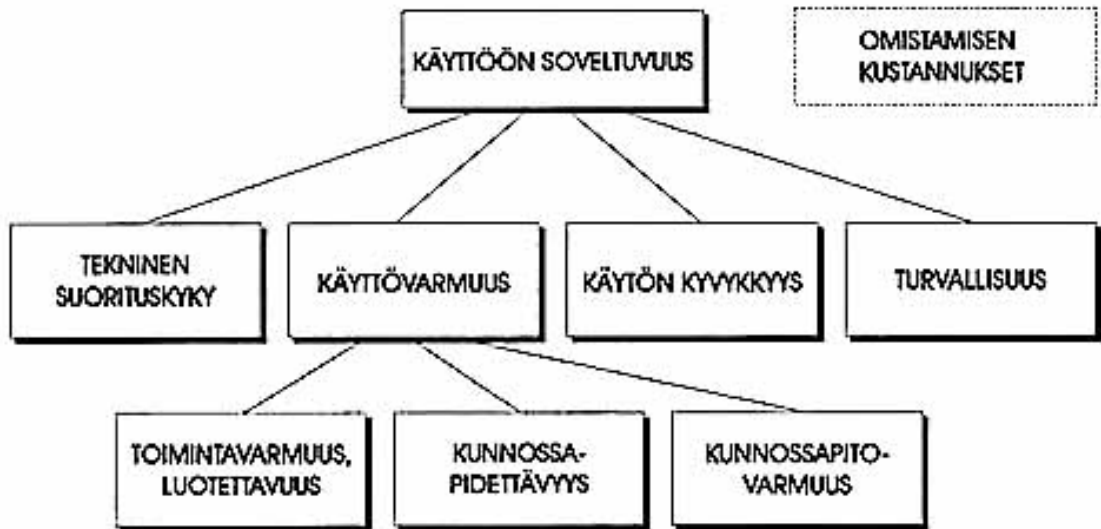 KÄYTTÖÖN SOVELTUVUUS
OMISTAMISEN
KUSTANNUKSET
TEKNINEN
SUORITUSKYKY
KÄYTTÖVARMUUS
KÄYTÖN KYVYKKYYS
TURVALLISUUS
TOIMINTAVARMUUS,
LUOTETTAVUUS
KUNNOSSA-
PIDETTÄVYYS
KUNNOSSAPITO-
VARMUUS